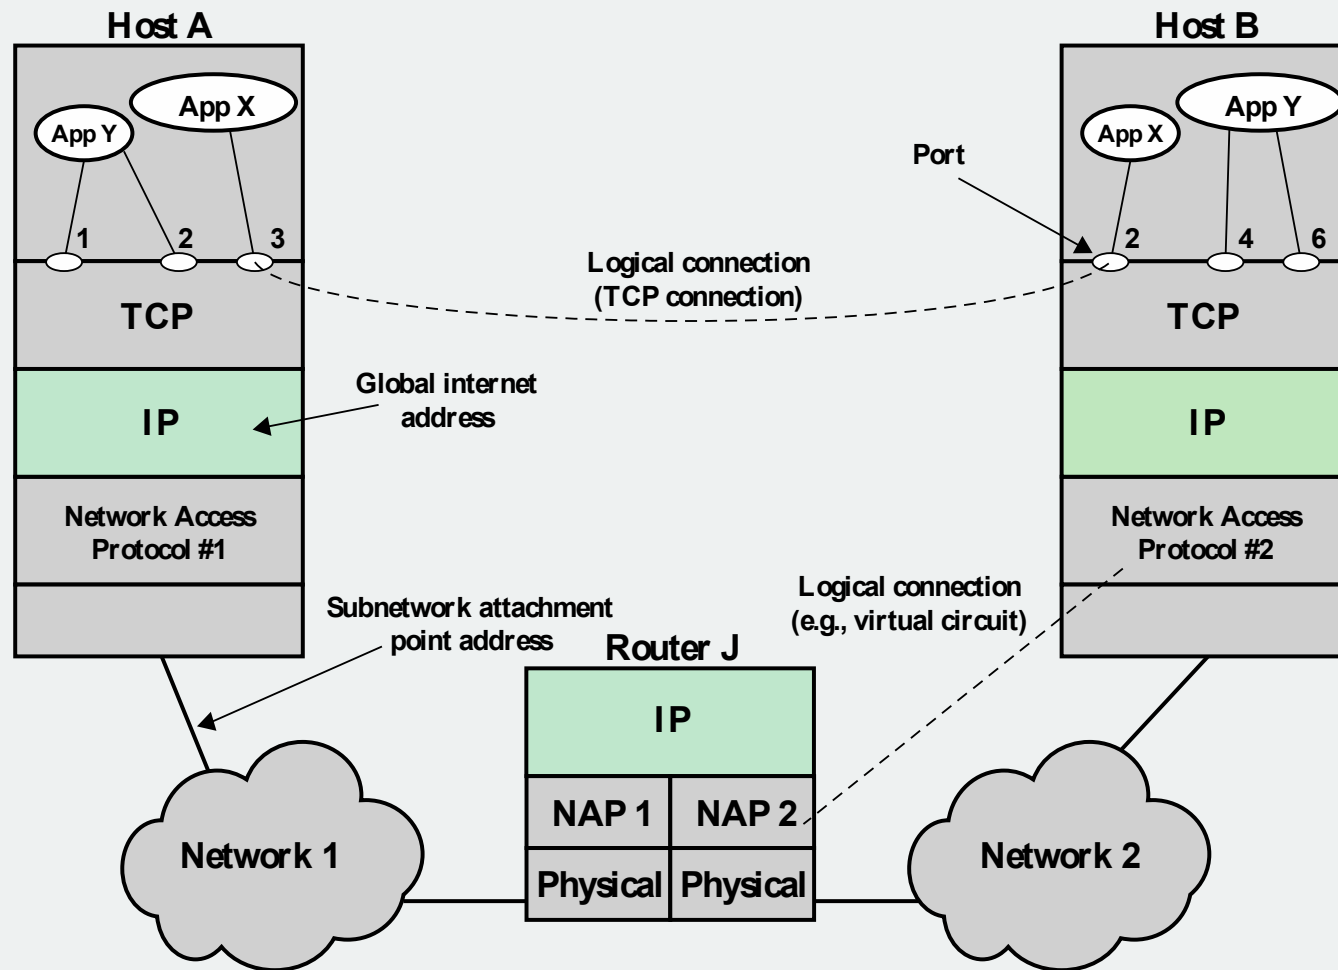 Host A
App Y
App X
1
2
3
TCP
IP
Network Access
Protocol #1
Host B
App X
App Y
2
4
6
TCP
IP
Network Access
Protocol #2
Port
Logical connection
(TCP connection)
Global internet
address
Subnetwork attachment
point address
Logical connection
(e.g., virtual circuit)
Router J
IP
NAP 1
NAP 2
Physical
Physical
Network 1
Network 2